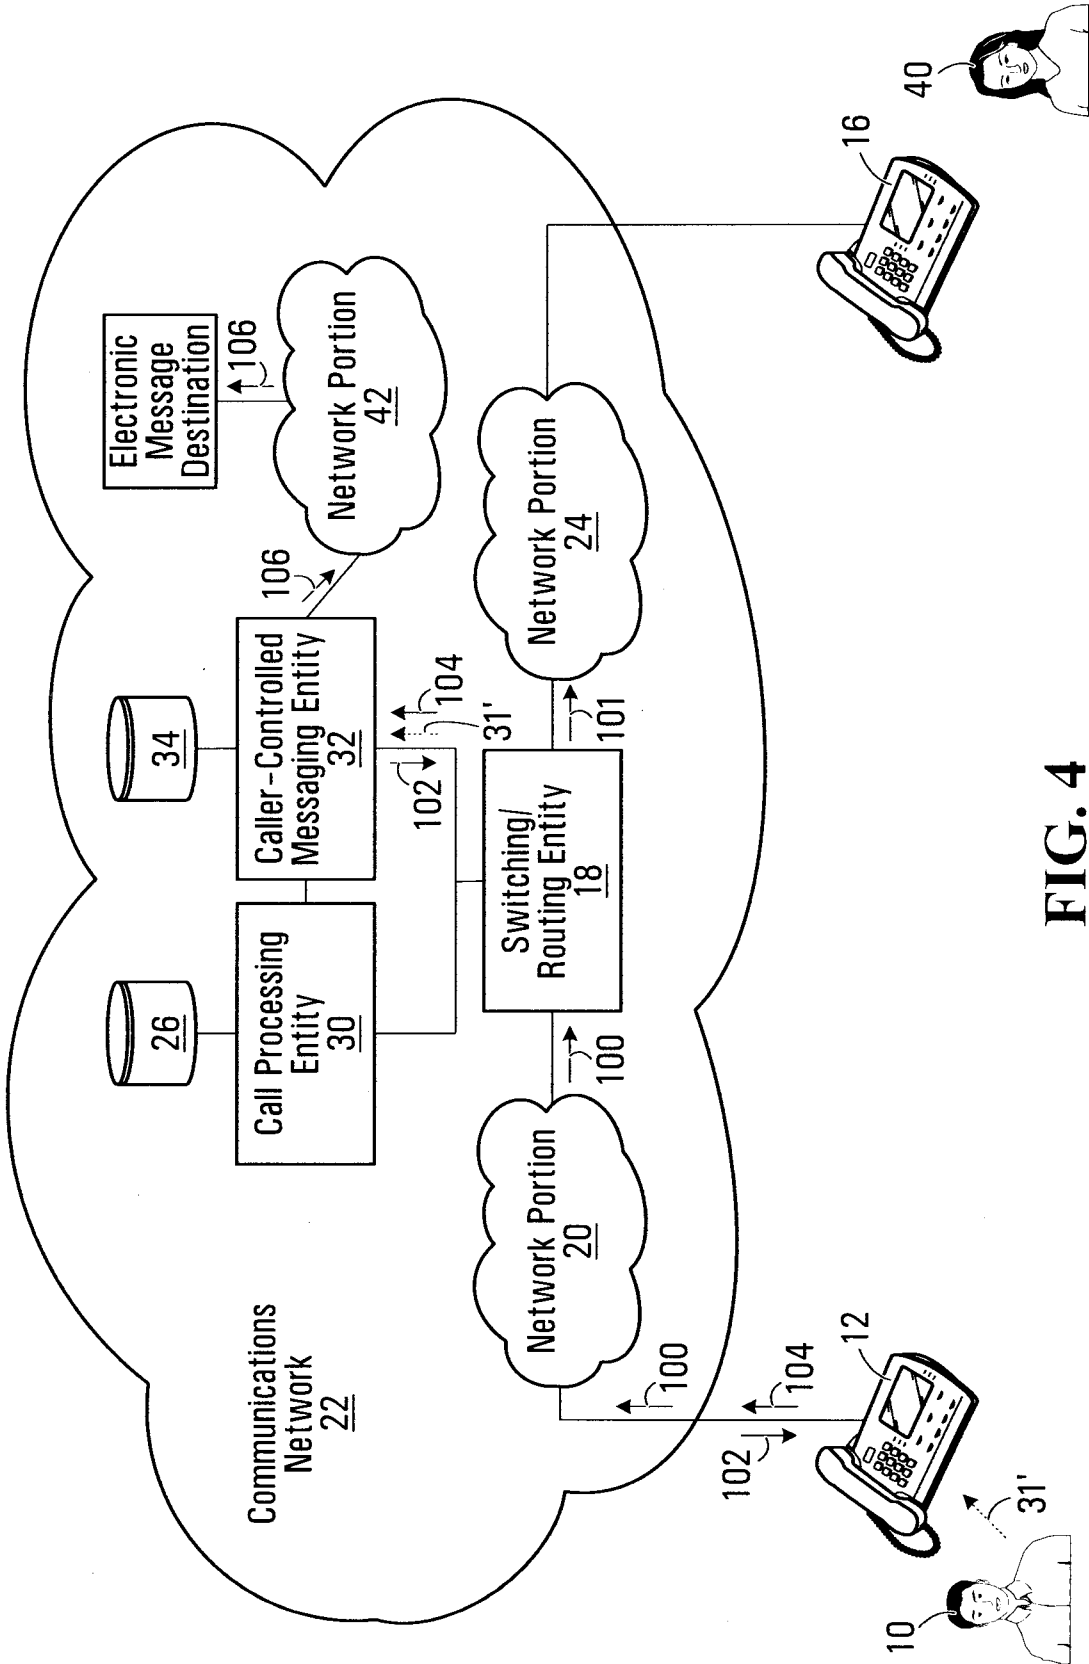 Communications
Network
22
26
34
Call Processing
Entity
30
Caller-Controlled
Messaging Entity
32
Electronic
Message
Destination
106
106
Network Portion
42
102
31'
104
Switching/
Routing Entity
18
Network Portion
20
100
101
Network Portion
24
100
102
104
12
16
10
31'
40
FIG. 4